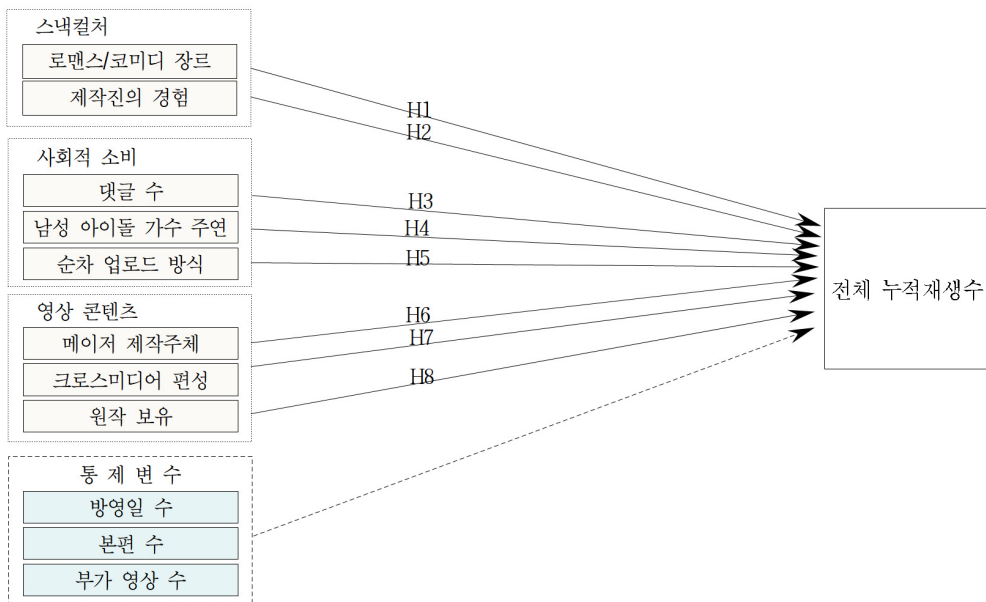 스낵컬처
로맨스/코미디 장르
제작진의 경험
H1
H2
사회적 소비
댓글 수
남성 아이돌 가수 주연
순차 업로드 방식
H3
H4
H5
영상 콘텐츠
메이저 제작주체
크로스미디어 편성
원작 보유
H6
H7
H8
통 제 변 수
방영일 수
본편 수
부가 영상 수
전체 누적재생수